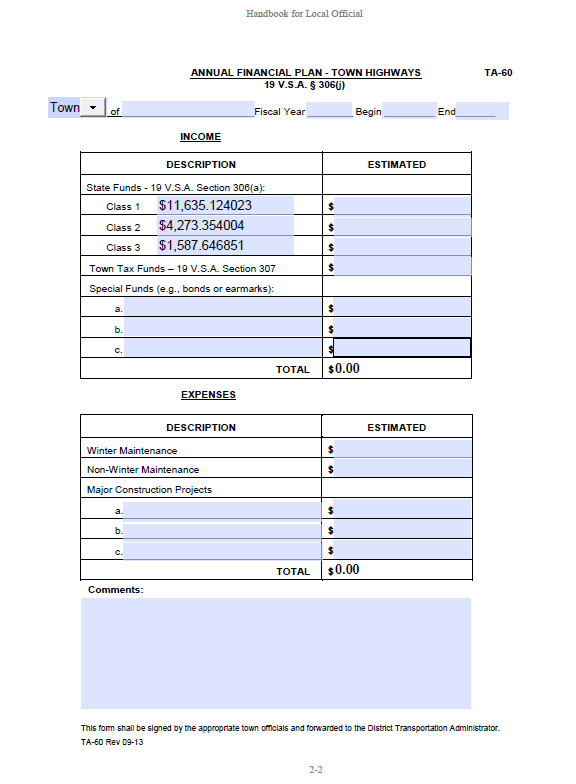 Handbook for Local Official
ANNUAL FINANCIAL PLAN - TOWN HIGHWAYS TA-60
19 V.S.A. § 306(j)
Town of Fiscal Year Begin End
INCOME
DESCRIPTION ESTIMATED
State Funds - 19 V.S.A. Section 306(a):
Class 1 $11,635.124023 $
Class 2 $4,273.354004 $
Class 3 $1,587.646851 $
Town Tax Funds – 19 V.S.A. Section 307 $
Special Funds (e.g., bonds or earmarks):
a. $
b. $
c. $
TOTAL $0.00
EXPENSES
DESCRIPTION ESTIMATED
Winter Maintenance $
Non-Winter Maintenance $
Major Construction Projects
a. $
b. $
c. $
TOTAL $0.00
Comments:
This form shall be signed by the appropriate town officials and forwarded to the District Transportation Administrator.
TA-60 Rev 09-13
2-2